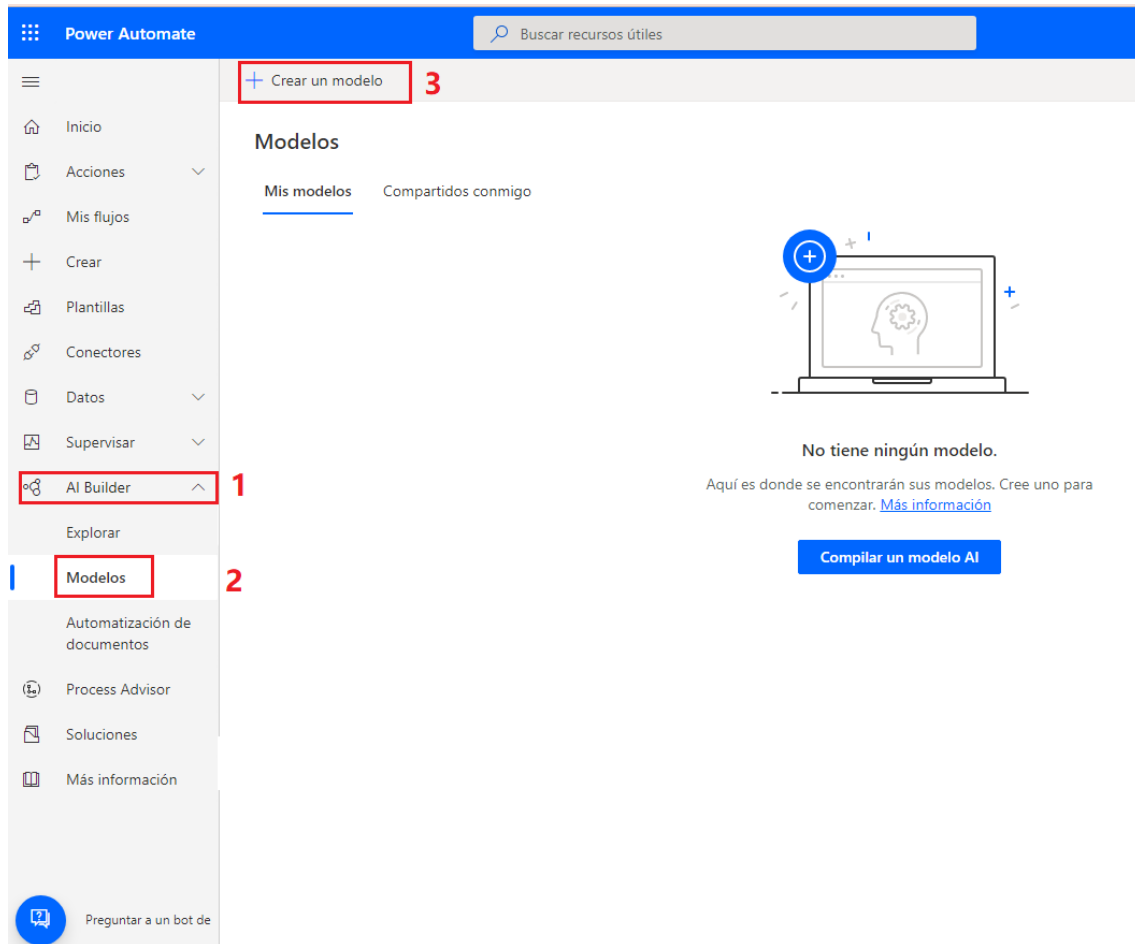 Power Automate
Buscar recursos útiles
Crear un modelo
3
Inicio
Acciones
Mis flujos
Crear
Plantillas
Conectores
Datos
Supervisar
AI Builder
1
Explorar
Modelos
2
Automatización de
documentos
Process Advisor
Soluciones
Más información
Preguntar a un bot de
Modelos
Mis modelos
Compartidos conmigo
No tiene ningún modelo.
Aquí es donde se encontrarán sus modelos. Cree uno para
comenzar. Más información
Compilar un modelo AI